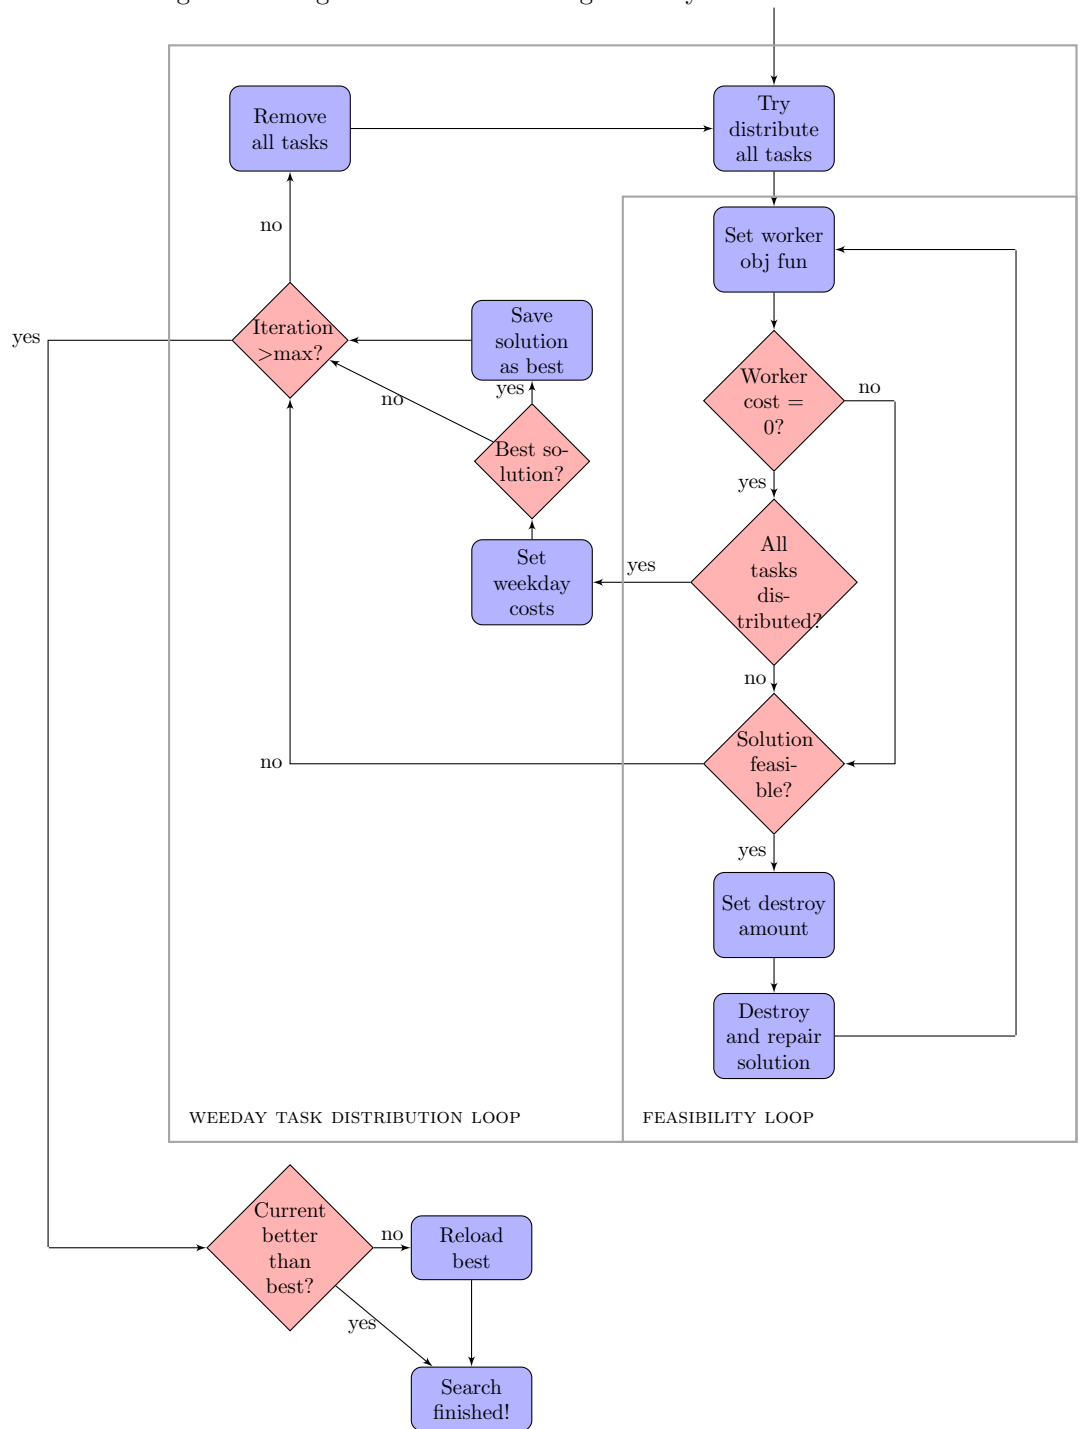 Remove
all tasks
Try
distribute
all tasks
no
Set worker
obj fun
yes
Iteration
>max?
Save
solution
as best
no
yes
Worker
cost =
0?
no
Best so-
lution?
yes
Set
weekday
costs
yes
All
tasks
dis-
tributed?
no
no
Solution
feasi-
ble?
yes
Set destroy
amount
Destroy
and repair
solution
WEEDAY TASK DISTRIBUTION LOOP
FEASIBILITY LOOP
Current
better
than
best?
no
Reload
best
yes
Search
finished!